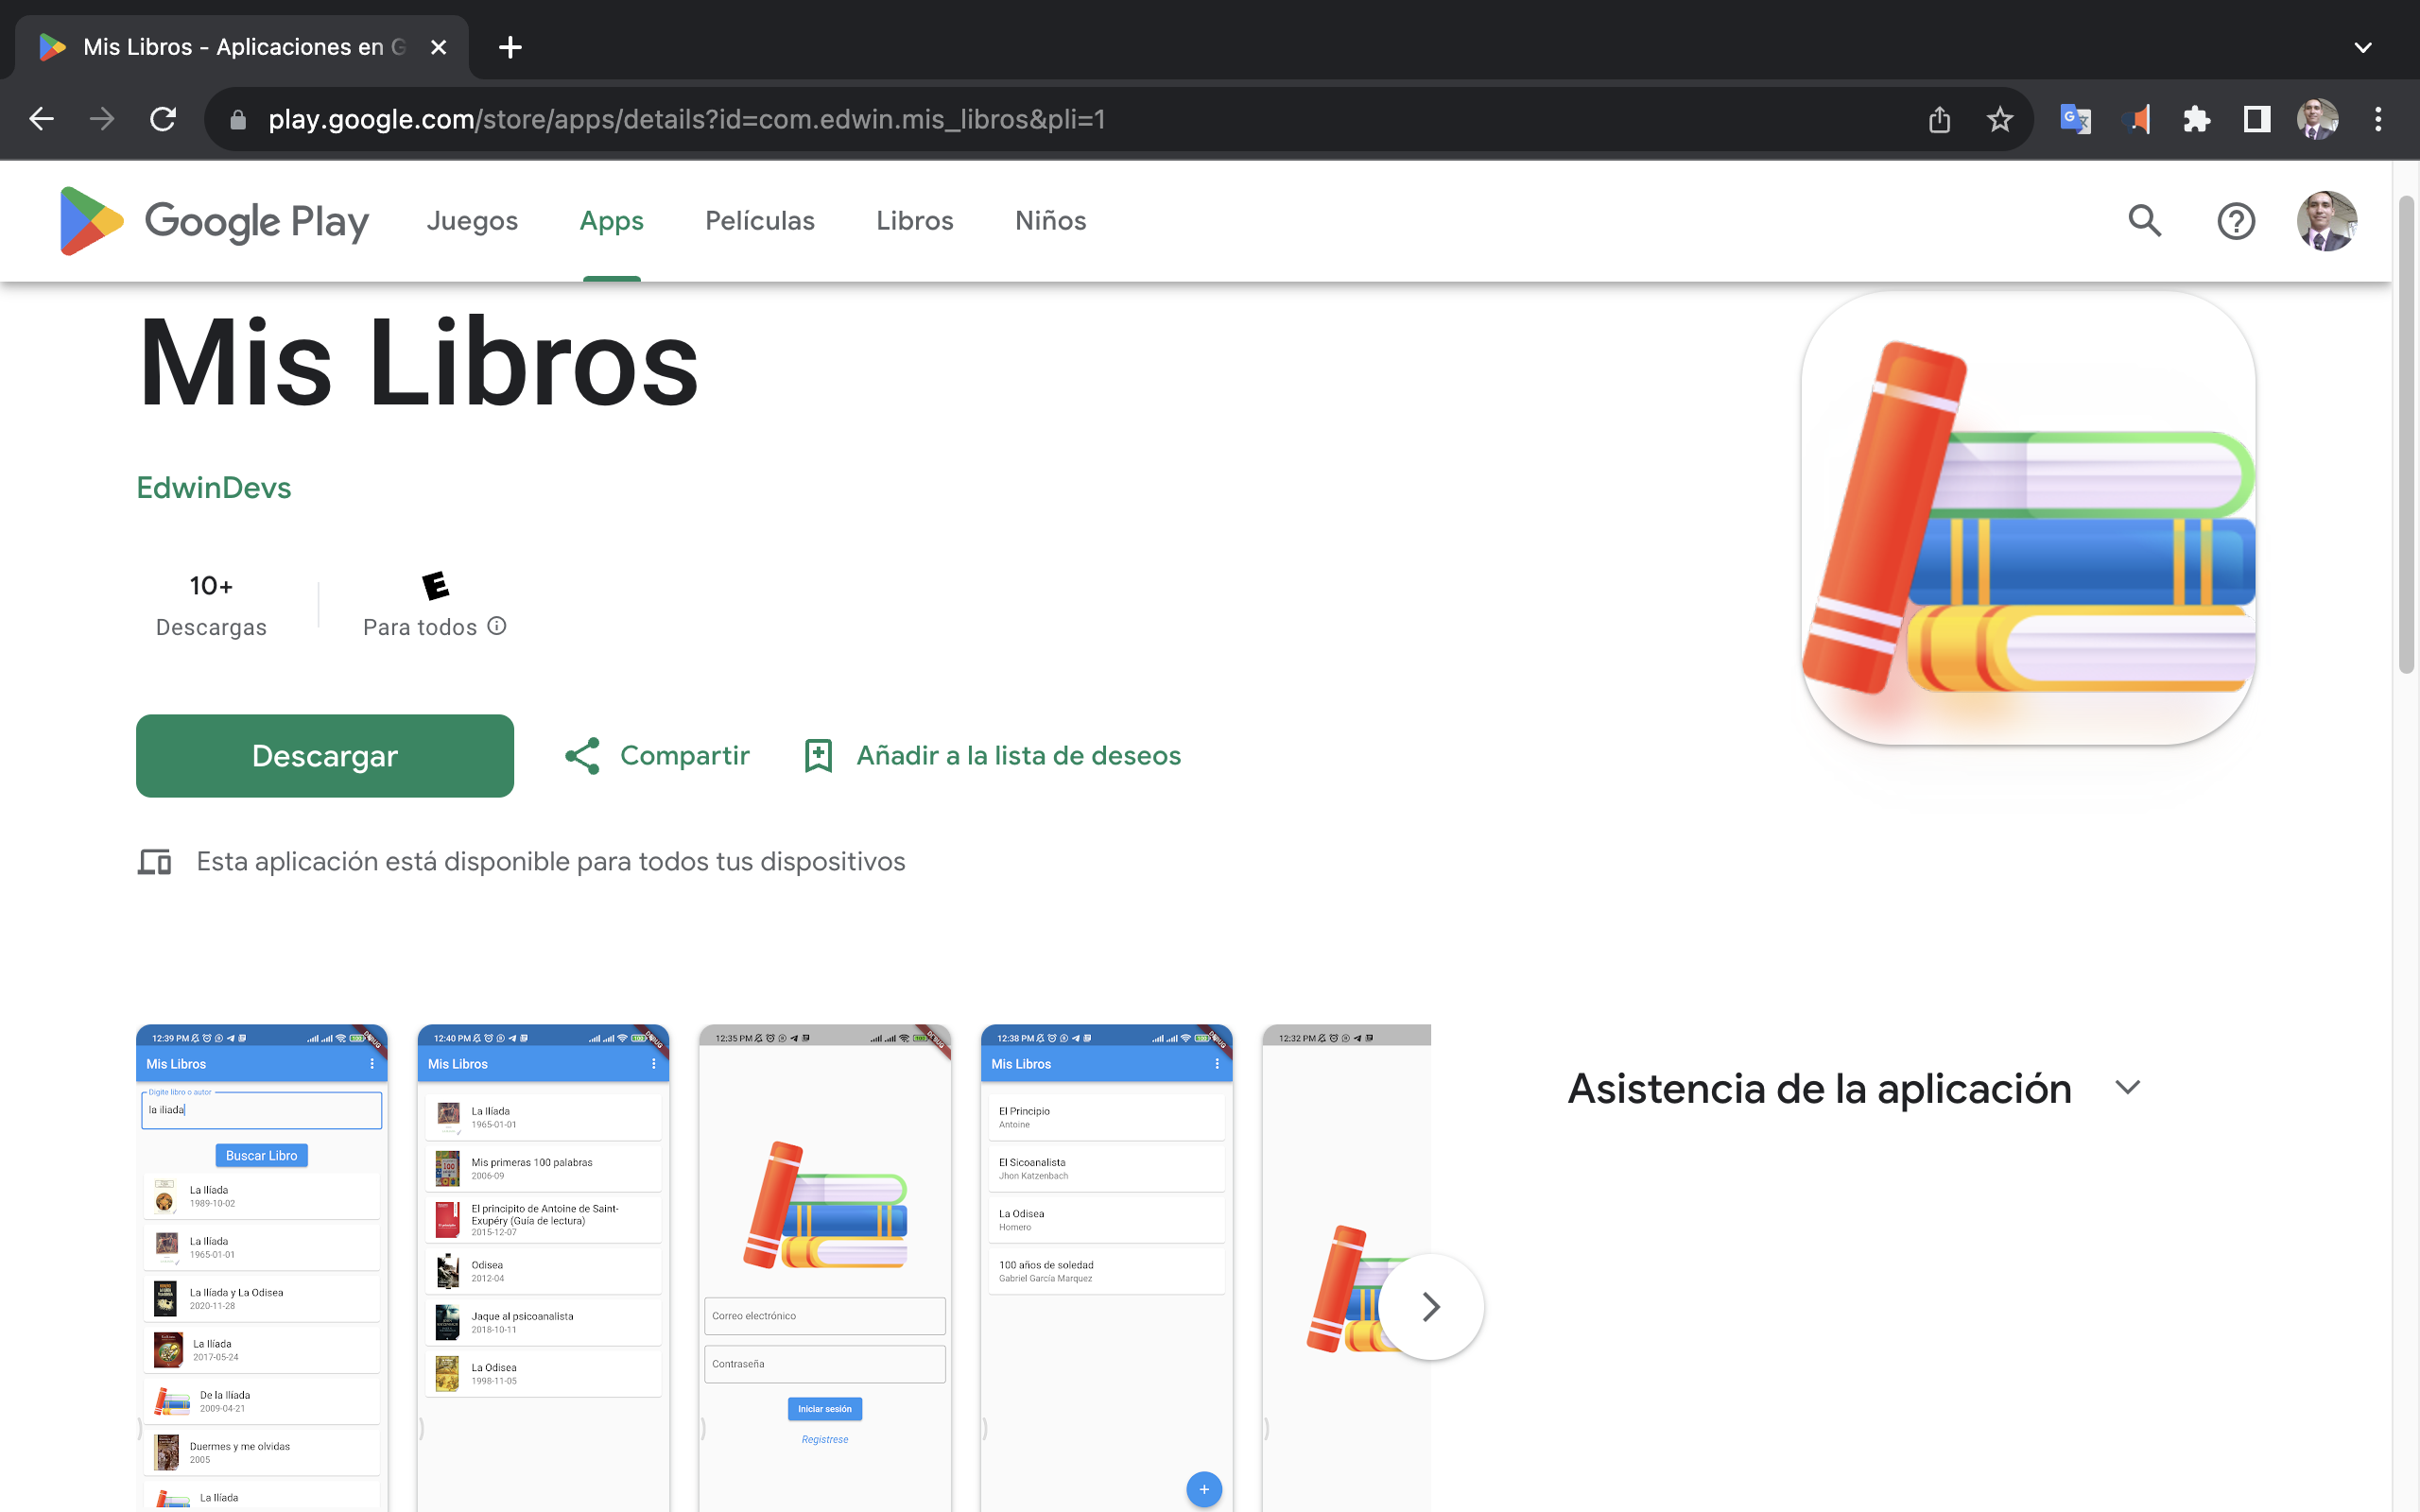 Mis Libros - Aplicaciones en G
play.google.com/store/apps/details?id=com.edwin.mis_libros&pli=1
Google Play
Juegos
Apps
Películas
Libros
Niños
Mis Libros
EdwinDevs
10+
Descargas
E
Para todos
Descargar
Compartir
Añadir a la lista de deseos
Esta aplicación está disponible para todos tus dispositivos
12:39 PM
100
DEBUG
Mis Libros
Digite libro o autor
la iliada
Buscar Libro
La Ilíada
1989-10-02
La Ilíada
1965-01-01
La Ilíada y La Odisea
2020-11-28
La Ilíada
2017-05-24
De la Ilíada
2009-04-21
Duermes y me olvidas
2005
La Ilíada
12:40 PM
100
DEBUG
Mis Libros
La Ilíada
1965-01-01
Mis primeras 100 palabras
2006-09
El principito de Antoine de Saint-
Exupéry (Guía de lectura)
2015-12-07
Odisea
2012-04
Jaque al psicoanalista
2018-10-11
La Odisea
1998-11-05
12:35 PM
100
DEBUG
Correo electrónico
Contraseña
Iniciar sesión
Registrese
12:38 PM
100
DEBUG
Mis Libros
El Principio
Antoine
El Sicoanalista
Jhon Katzenbach
La Odisea
Homero
100 años de soledad
Gabriel García Marquez
12:32 PM
Asistencia de la aplicación